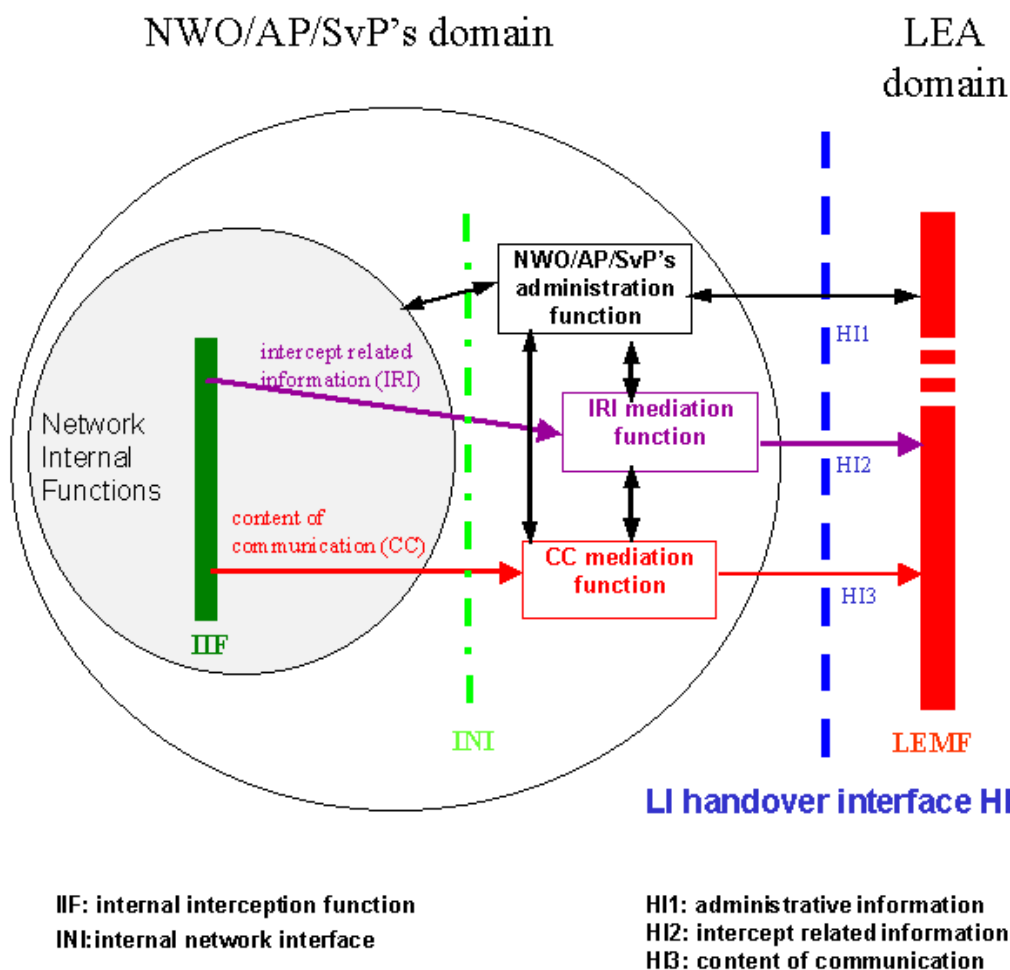 NWO/AP/SvP's domain
LEA
domain
NWO/AP/SvP's
administration
function
HI1
intercept related
information (IRI)
IRI mediation
function
HI2
Network
Internal
Functions
content of
communication (CC)
CC mediation
function
HI3
IIF
INI
LEMF
LI handover interface HI
IIF: internal interception function
INI:internal network interface
HI1: administrative information
HI2: intercept related information
HI3: content of communication